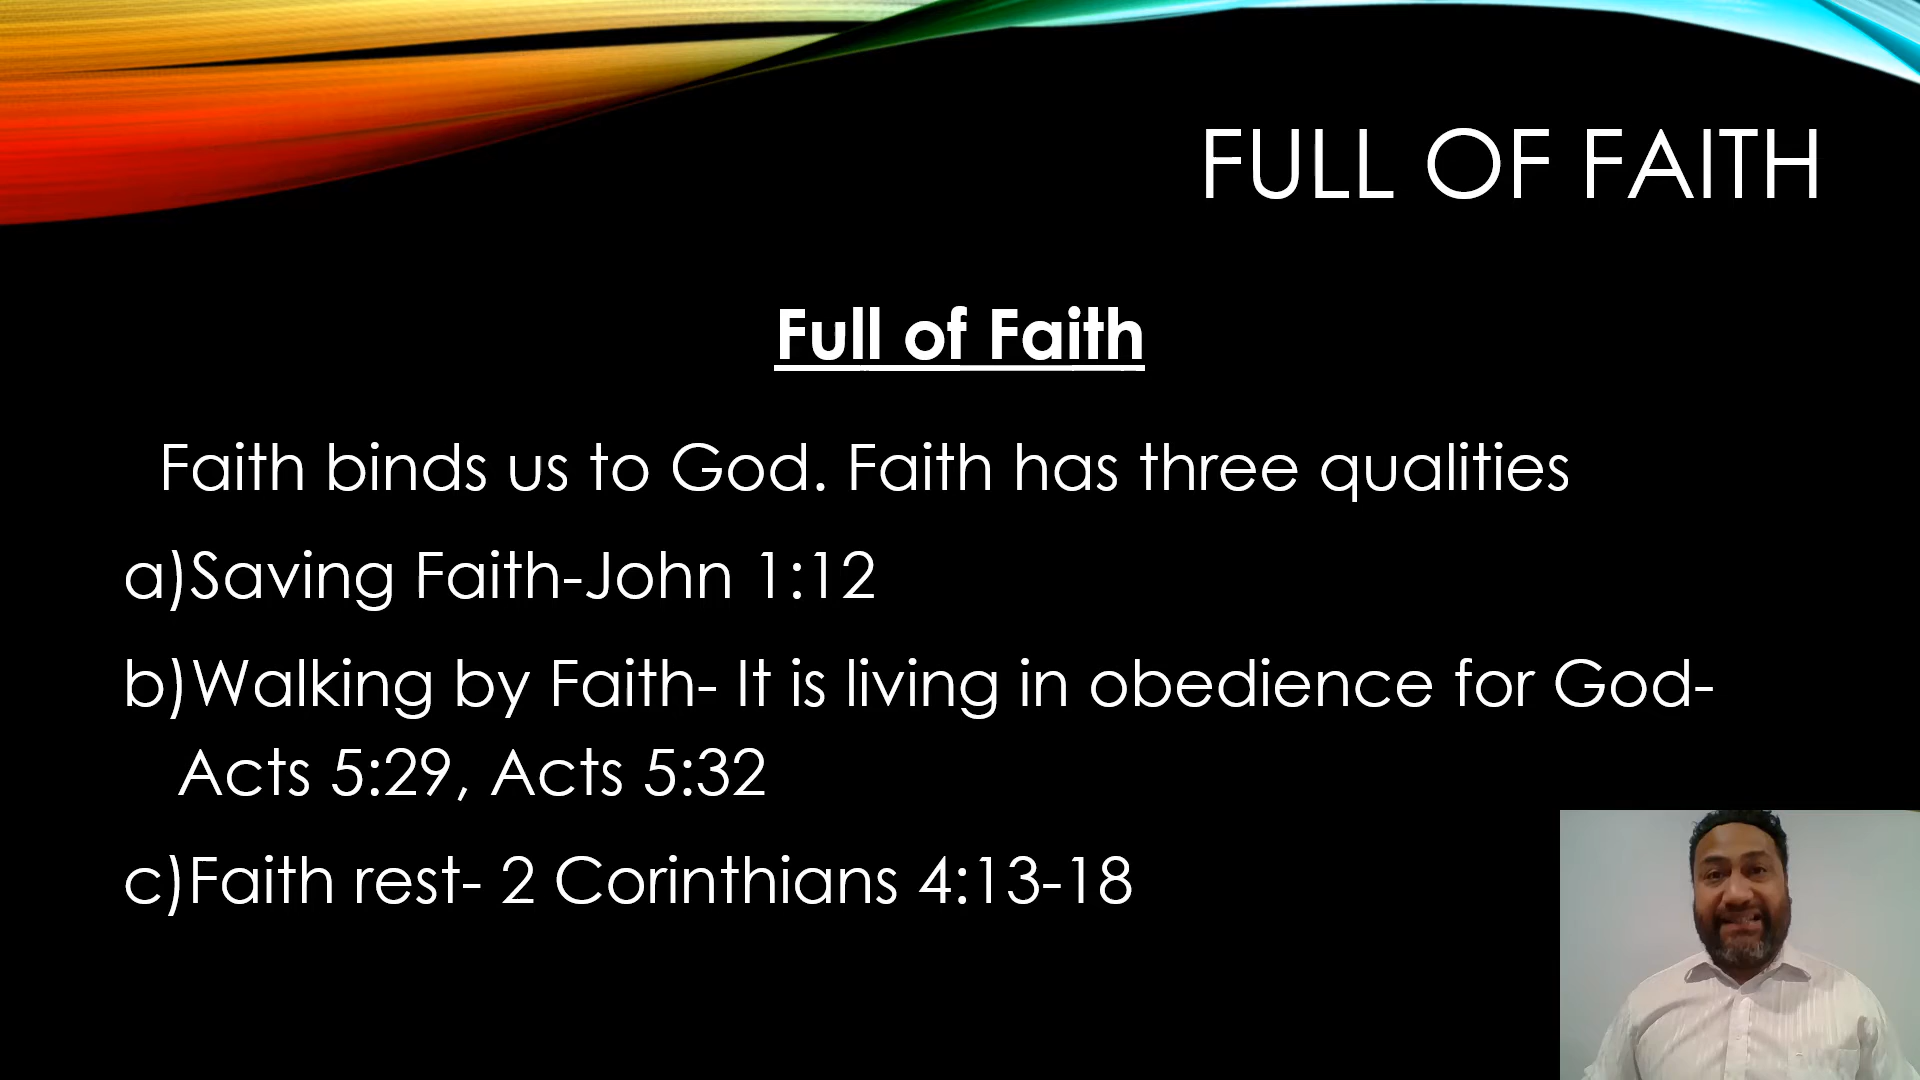 FULL OF FAITH
Full of Faith
Faith binds us to God. Faith has three qualities
a)Saving Faith-John 1:12
b)Walking by Faith- It is living in obedience for God-
Acts 5:29, Acts 5:32
c)Faith rest- 2 Corinthians 4:13-18